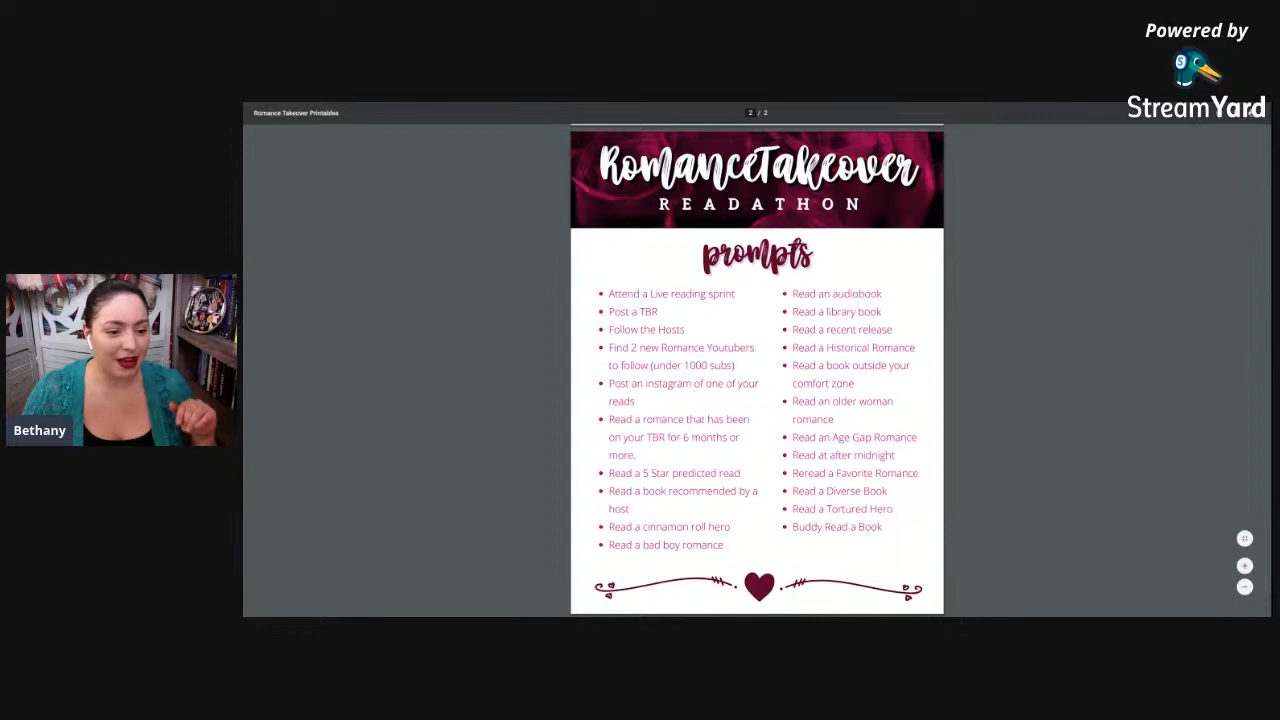 Powered by
StreamYard
Romance Takeover Printables
2 / 2
RomanceTakeover
READATHON
prompts
Attend a Live reading sprint
Post a TBR
Follow the Hosts
Find 2 new Romance Youtubers
to follow (under 1000 subs)
Post an instagram of one of your
reads
Read a romance that has been
on your TBR for 6 months or
more.
Read a 5 Star predicted read
Read a book recommended by a
host
Read a cinnamon roll hero
Read a bad boy romance
Read an audiobook
Read a library book
Read a recent release
Read a Historical Romance
Read a book outside your
comfort zone
Read an older woman
romance
Read an Age Gap Romance
Read at after midnight
Reread a Favorite Romance
Read a Diverse Book
Read a Tortured Hero
Buddy Read a Book
Bethany